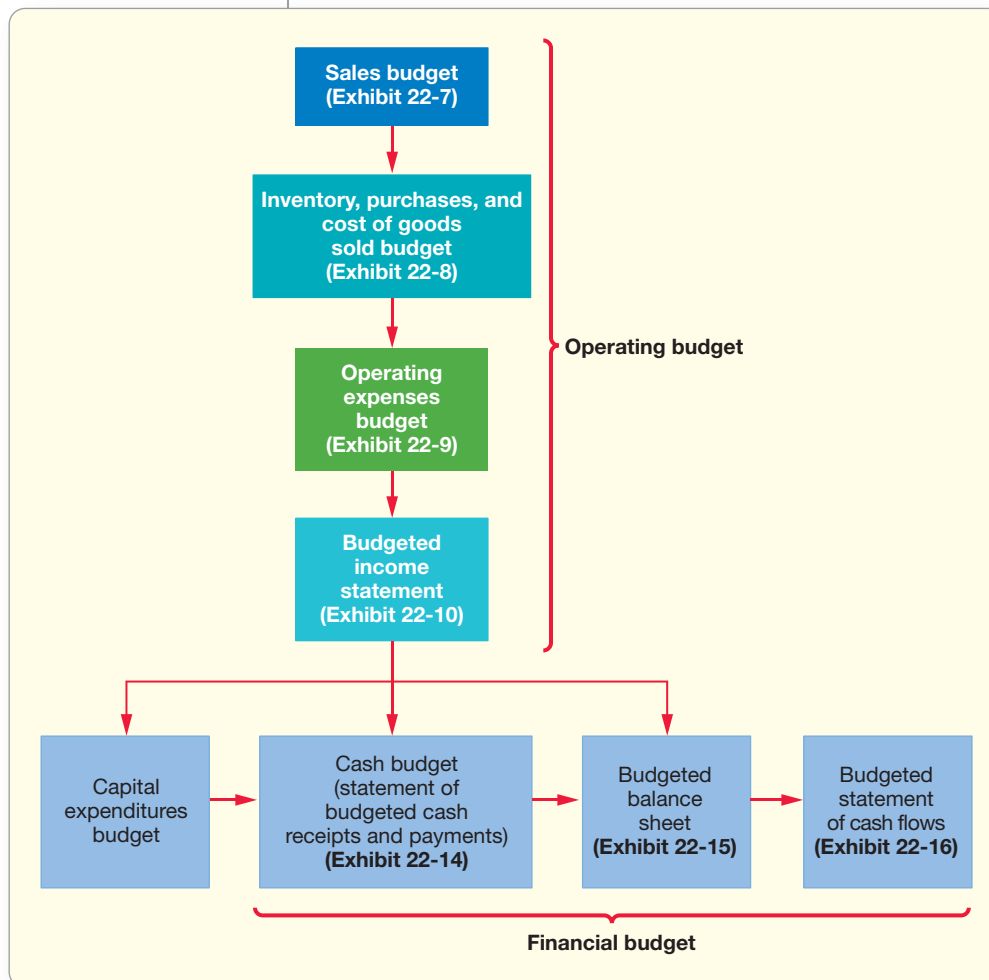 Sales budget
(Exhibit 22-7)
Inventory, purchases, and
cost of goods
sold budget
(Exhibit 22-8)
Operating budget
Operating
expenses
budget
(Exhibit 22-9)
Budgeted
income
statement
(Exhibit 22-10)
Capital
expenditures
budget
Cash budget
(statement of
budgeted cash
receipts and payments)
(Exhibit 22-14)
Budgeted
balance
sheet
(Exhibit 22-15)
Budgeted
statement
of cash flows
(Exhibit 22-16)
Financial budget